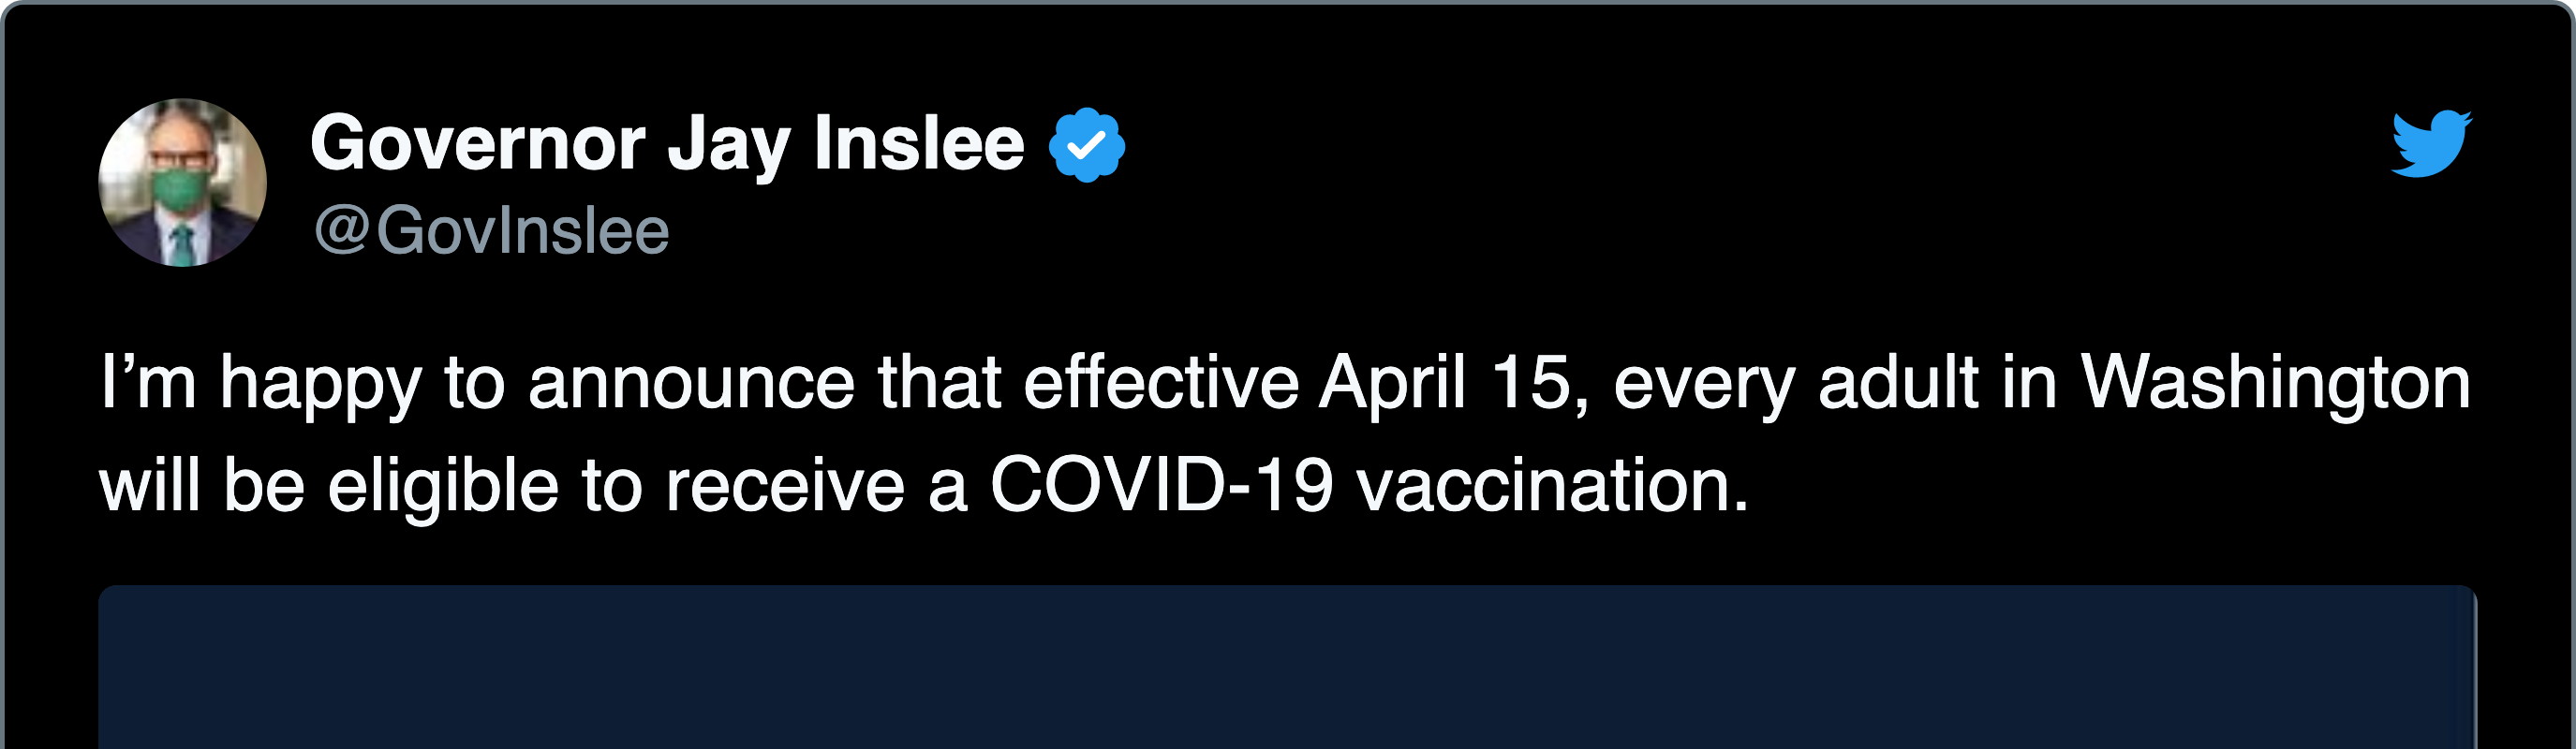 Governor Jay Inslee
@GovInslee
I’m happy to announce that effective April 15, every adult in Washington
will be eligible to receive a COVID-19 vaccination.